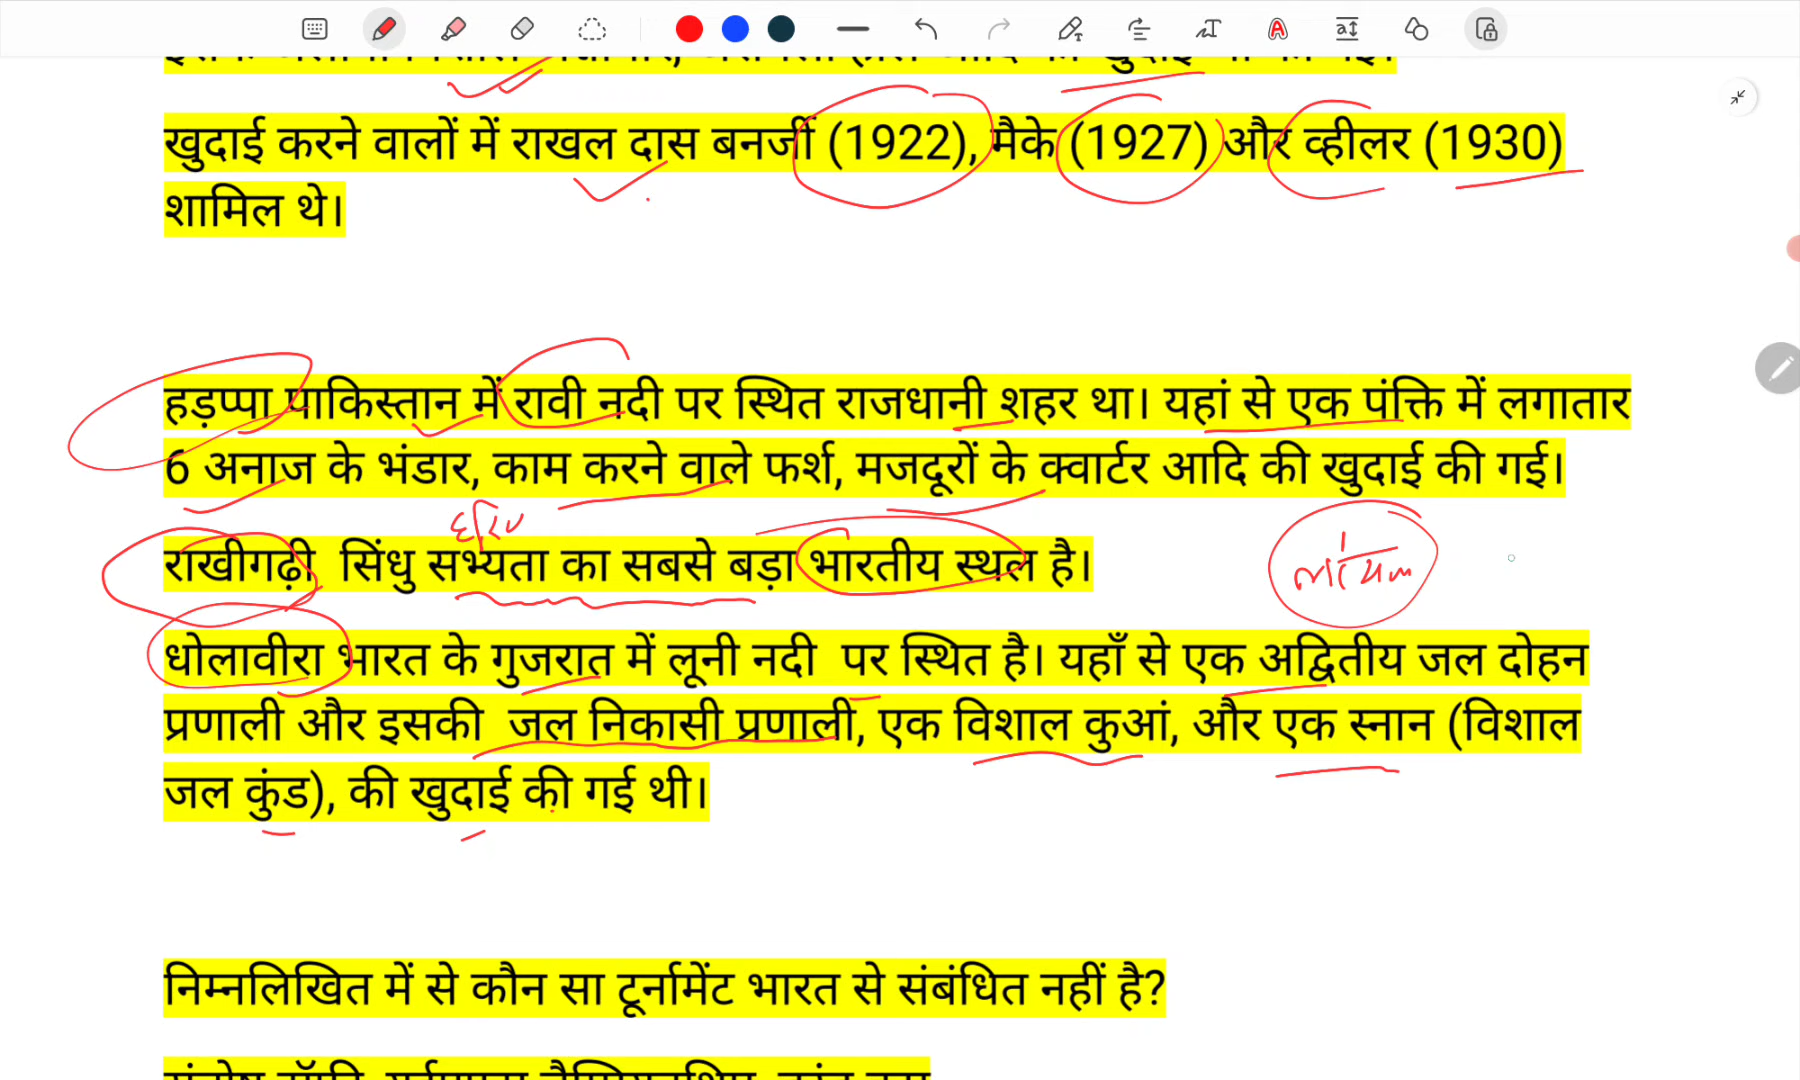 खुदाई करने वालों में राखल दास बनर्जी (1922), मैके (1927) और व्हीलर (1930)
शामिल थे।
हड़प्पा पाकिस्तान में रावी नदी पर स्थित राजधानी शहर था। यहां से एक पंक्ति में लगातार
6 अनाज के भंडार, काम करने वाले फर्श, मजदूरों के क्वार्टर आदि की खुदाई की गई।
राखीगढ़ी सिंधु सभ्यता का सबसे बड़ा भारतीय स्थल है।
धोलावीरा भारत के गुजरात में लूनी नदी पर स्थित है। यहाँ से एक अद्वितीय जल दोहन
प्रणाली और इसकी जल निकासी प्रणाली, एक विशाल कुआं, और एक स्नान (विशाल
जल कुंड), की खुदाई की गई थी।
निम्नलिखित में से कौन सा टूर्नामेंट भारत से संबंधित नहीं है?